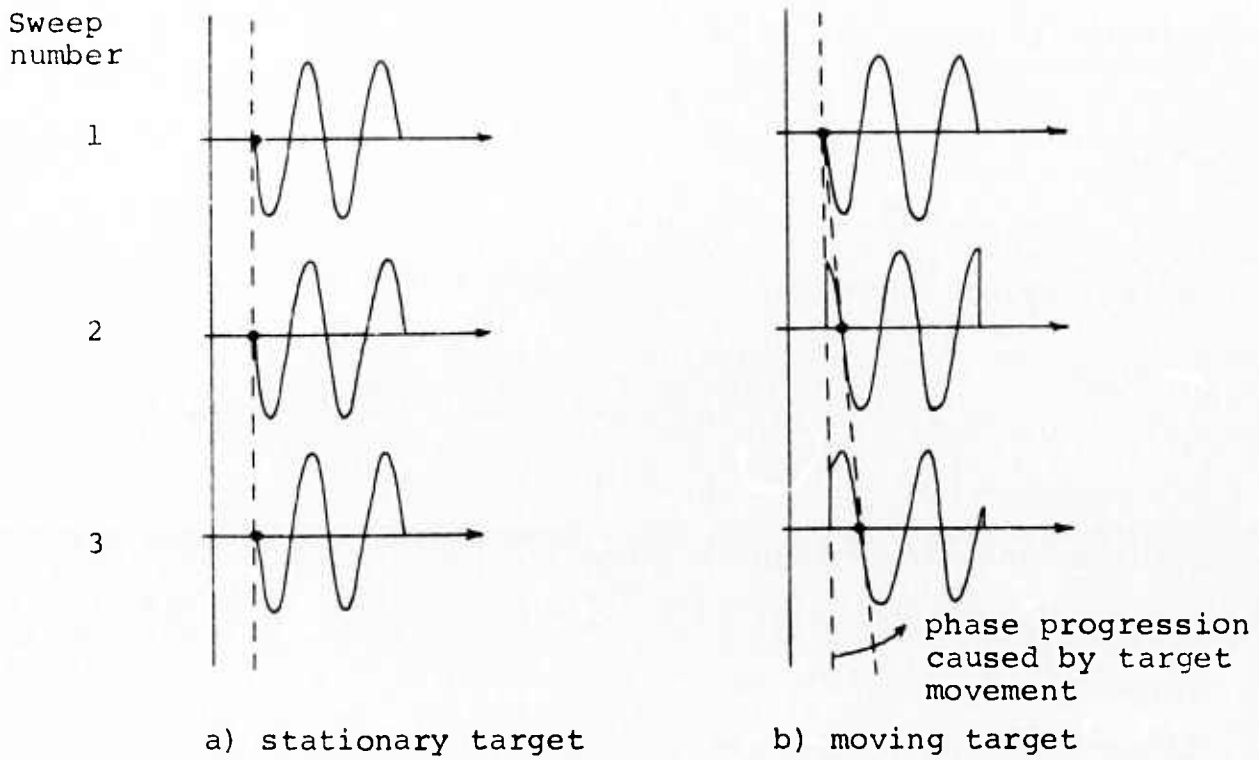 Sweep
number
1
2
3
phase progression
caused by target
movement
a) stationary target
b) moving target